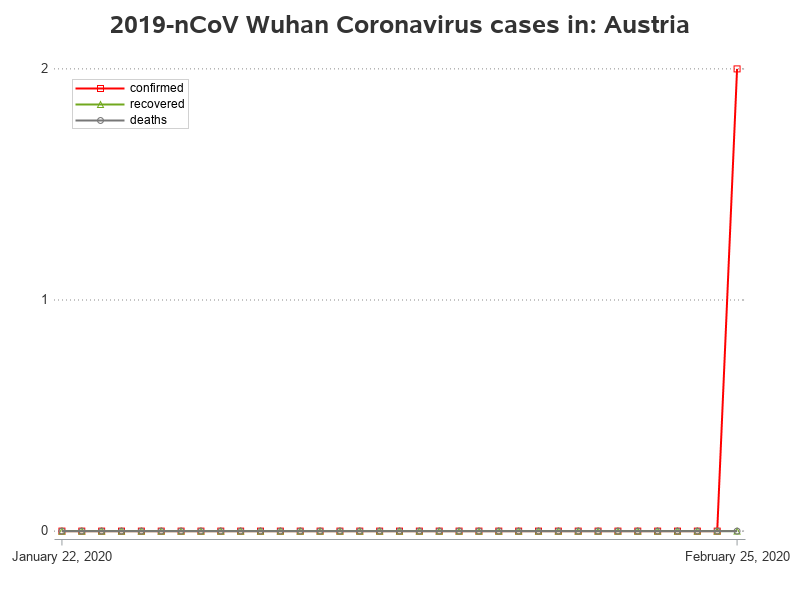 2019-nCoV Wuhan Coronavirus cases in: Austria
2
confirmed
recovered
deaths
1
0
January 22, 2020 February 25, 2020